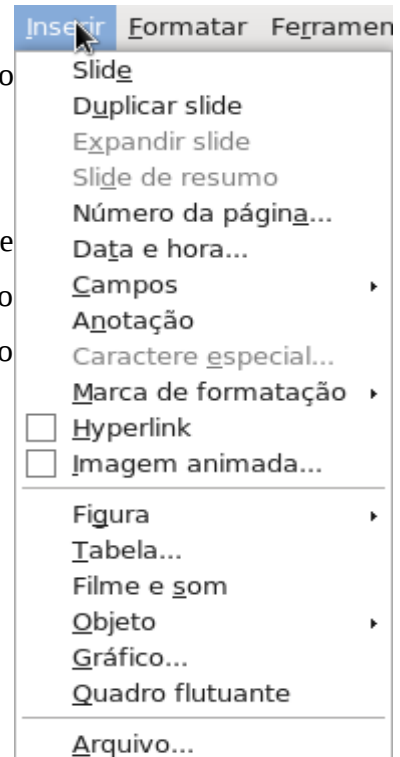 Inserir Formatar Ferramen
o
Slide
Duplicar slide
Expandir slide
Slide de resumo
Número da página...
e
Data e hora...
Campos
o
Anotação
o
Caractere especial...
Marca de formatação
Hyperlink
Imagem animada...
Figura
Tabela...
Filme e som
Objeto
Gráfico...
Quadro flutuante
Arquivo...